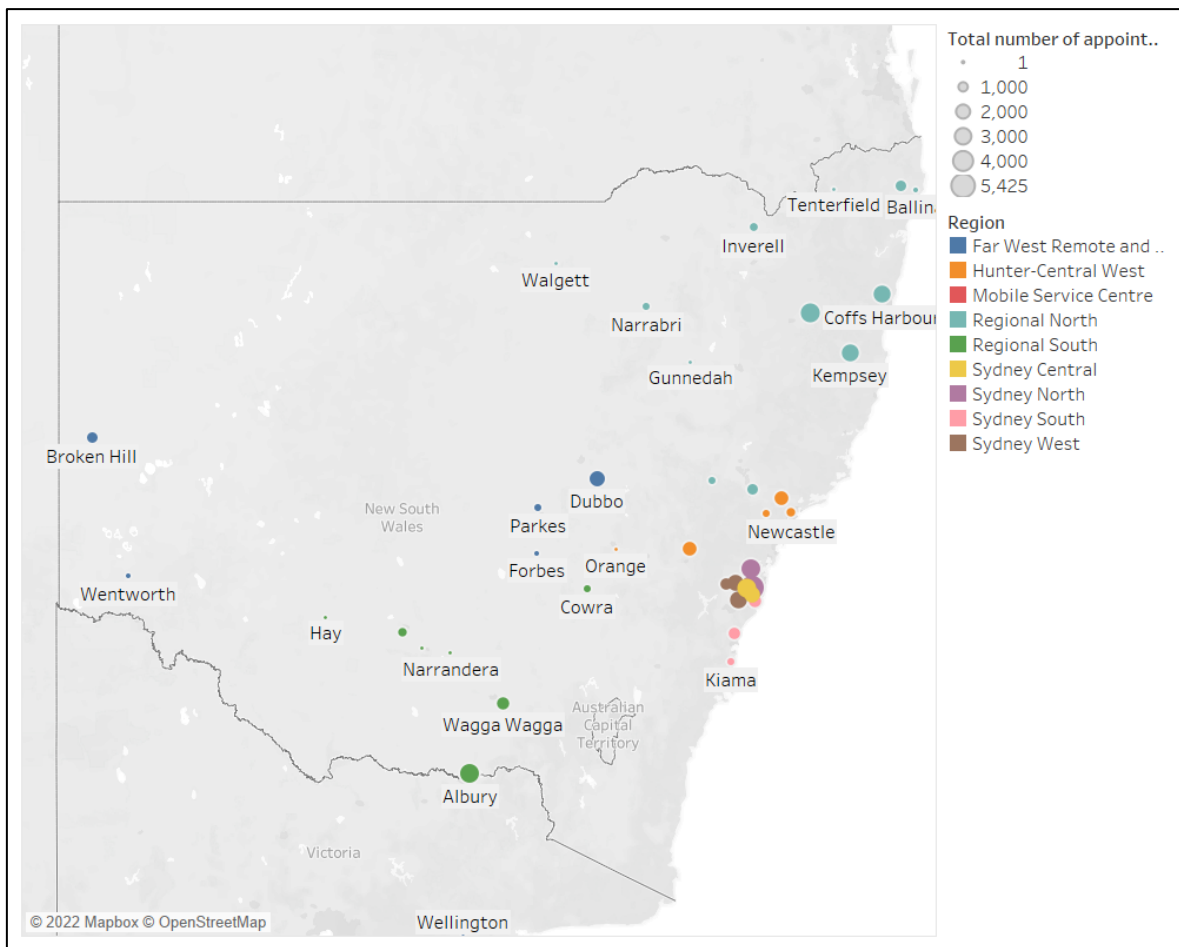 Total number of appoint..
1
1,000
2,000
3,000
4,000
5,425
Region
Far West Remote and ..
Hunter-Central West
Mobile Service Centre
Regional North
Regional South
Sydney Central
Sydney North
Sydney South
Sydney West
Tenterfield
Ballina
Inverell
Walgett
Narrabri
Coffs Harbour
Gunnedah
Kempsey
Broken Hill
Dubbo
New South
Wales
Parkes
Newcastle
Forbes
Orange
Wentworth
Cowra
Hay
Narrandera
Kiama
Wagga Wagga
Australian
Capital
Territory
Albury
Victoria
Wellington
© 2022 Mapbox © OpenStreetMap